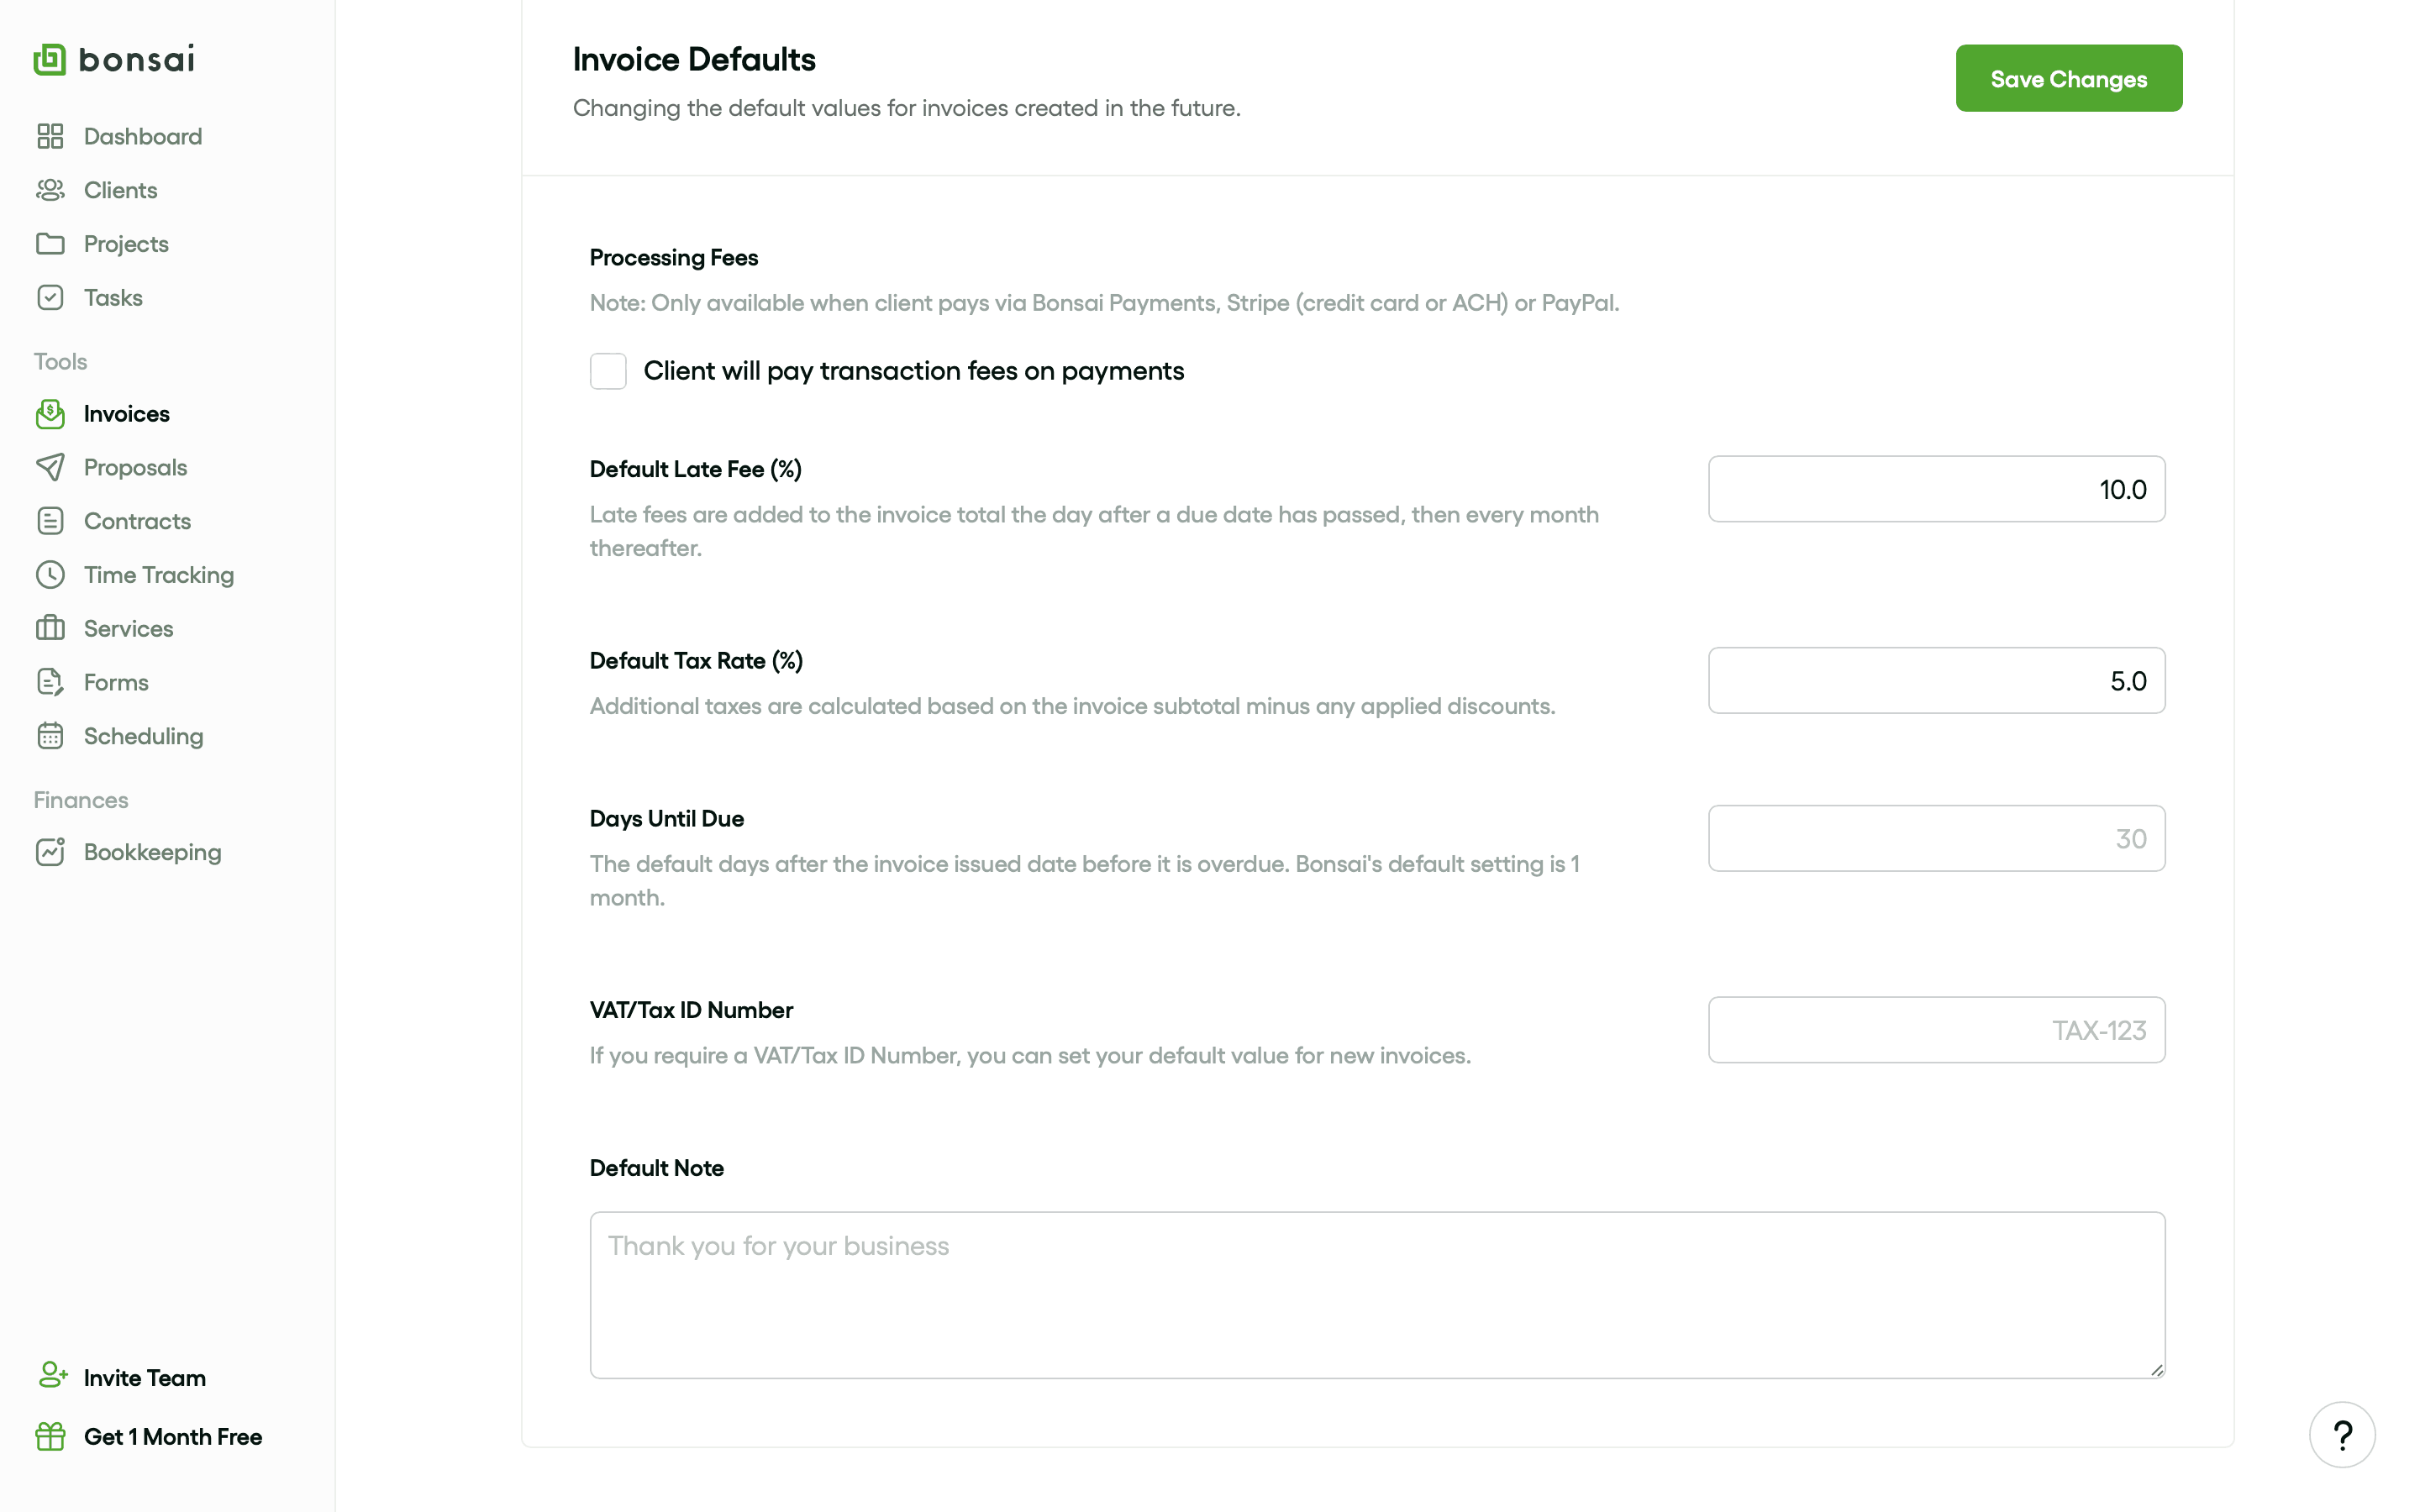 bonsai
Dashboard
Clients
Projects
Tasks
Tools
Invoices
Proposals
Contracts
Time Tracking
Services
Forms
Scheduling
Finances
Bookkeeping
Invite Team
Get 1 Month Free
Invoice Defaults
Changing the default values for invoices created in the future.
Save Changes
Processing Fees
Note: Only available when client pays via Bonsai Payments, Stripe (credit card or ACH) or PayPal.
Client will pay transaction fees on payments
Default Late Fee (%)
Late fees are added to the invoice total the day after a due date has passed, then every month
thereafter.
10.0
Default Tax Rate (%)
Additional taxes are calculated based on the invoice subtotal minus any applied discounts.
5.0
Days Until Due
The default days after the invoice issued date before it is overdue. Bonsai's default setting is 1
month.
30
VAT/Tax ID Number
If you require a VAT/Tax ID Number, you can set your default value for new invoices.
TAX-123
Default Note
Thank you for your business
?